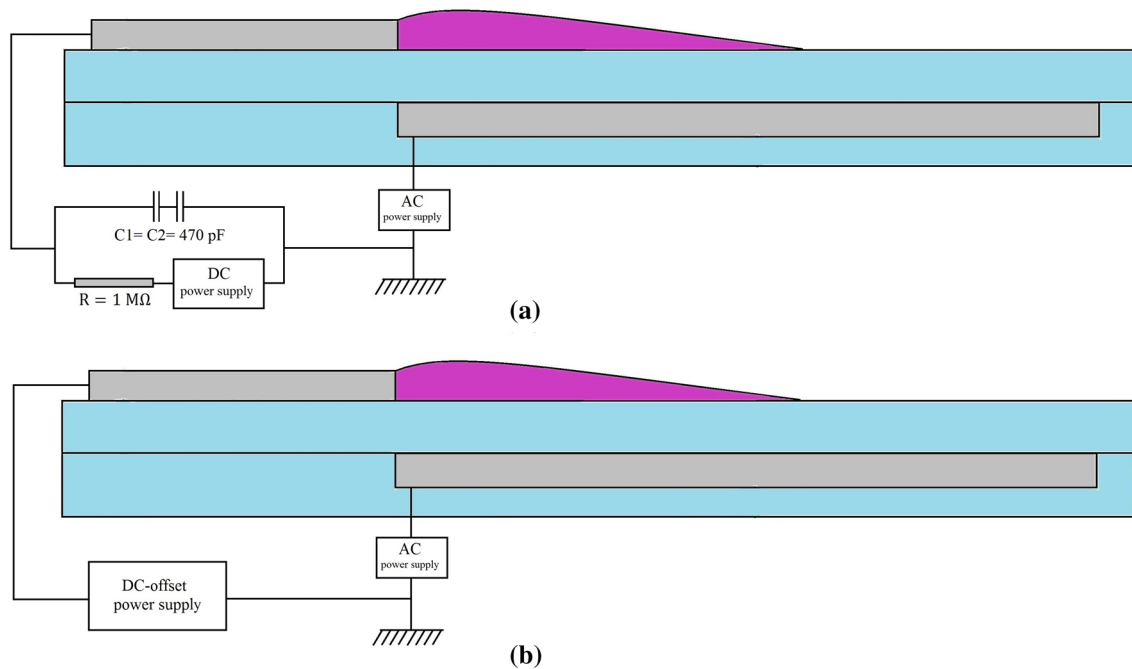 AC
power supply
C1= C2= 470 pF
DC
power supply
R = 1 MΩ
(a)
AC
power supply
DC-offset
power supply
(b)